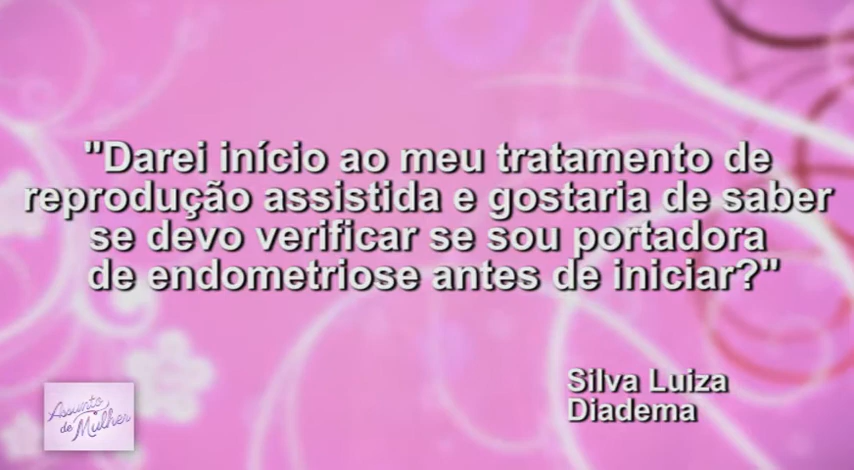 "Darei início ao meu tratamento de
reprodução assistida e gostaria de saber
se devo verificar se sou portadora
de endometriose antes de iniciar?"
Silva Luiza
Diadema
Assunto
de Mulher